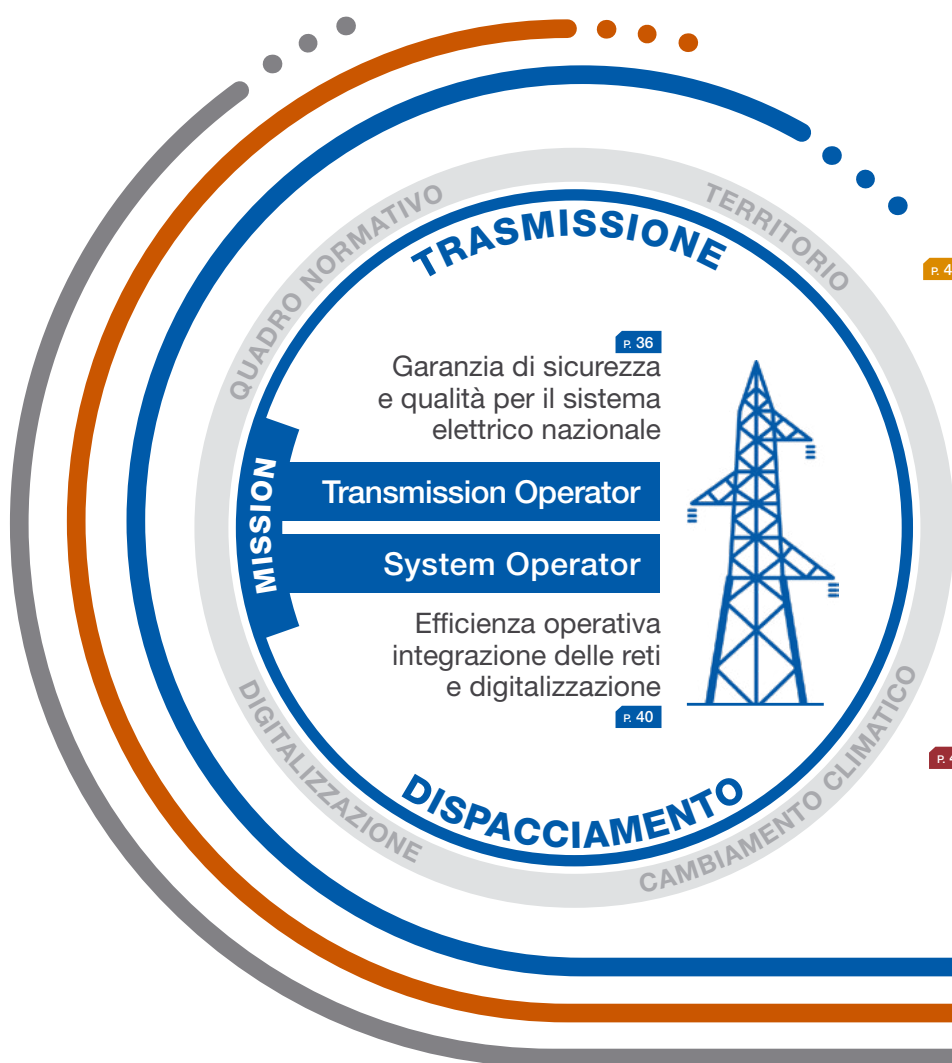 QUADRO NORMATIVO
TERRITORIO
TRASMISSIONE
P. 36
Garanzia di sicurezza
e qualità per il sistema
elettrico nazionale
MISSION
Transmission Operator
System Operator
Efficienza operativa
integrazione delle reti
e digitalizzazione
P. 40
DISPACCIAMENTO
DIGITALIZZAZIONE
CAMBIAMENTO CLIMATICO
P. 4
P.